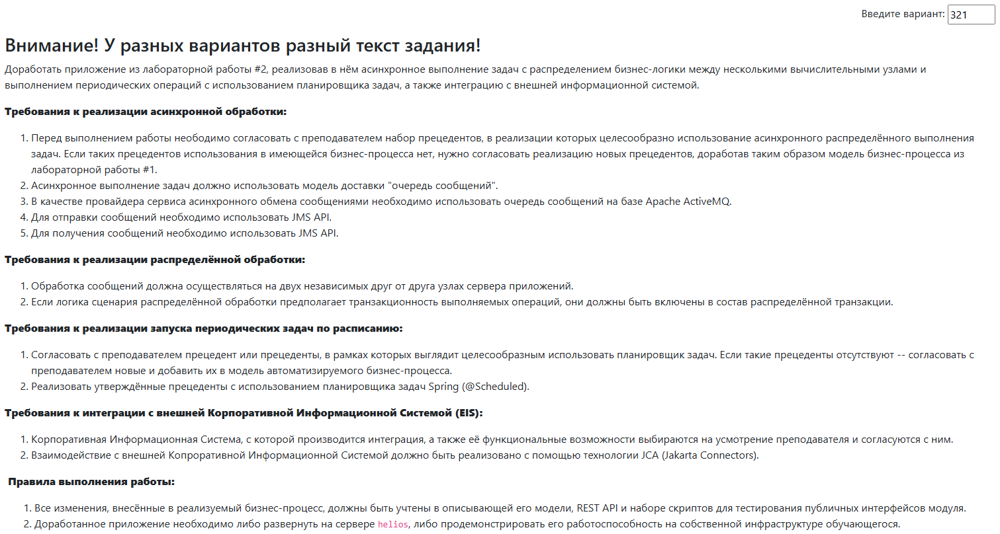 Введите вариант: 321
Внимание! У разных вариантов разный текст задания!
Доработать приложение из лабораторной работы #2, реализовав в нём асинхронное выполнение задач с распределением бизнес-логики между несколькими вычислительными узлами и
выполнением периодических операций с использованием планировщика задач, а также интеграцию с внешней информационной системой.
Требования к реализации асинхронной обработки:
1. Перед выполнением работы необходимо согласовать с преподавателем набор прецедентов, в реализации которых целесообразно использование асинхронного распределённого выполнения
задач. Если таких прецедентов использования в имеющейся бизнес-процесса нет, нужно согласовать реализацию новых прецедентов, доработав таким образом модель бизнес-процесса из
лабораторной работы #1.
2. Асинхронное выполнение задач должно использовать модель доставки "очередь сообщений".
3. В качестве провайдера сервиса асинхронного обмена сообщениями необходимо использовать очередь сообщений на базе Apache ActiveMQ.
4. Для отправки сообщений необходимо использовать JMS API.
5. Для получения сообщений необходимо использовать JMS API.
Требования к реализации распределённой обработки:
1. Обработка сообщений должна осуществляться на двух независимых друг от друга узлах сервера приложений.
2. Если логика сценария распределённой обработки предполагает транзакционность выполняемых операций, они должны быть включены в состав распределённой транзакции.
Требования к реализации запуска периодических задач по расписанию:
1. Согласовать с преподавателем прецедент или прецеденты, в рамках которых выглядит целесообразным использовать планировщик задач. Если такие прецеденты отсутствуют -- согласовать с
преподавателем новые и добавить их в модель автоматизируемого бизнес-процесса.
2. Реализовать утверждённые прецеденты с использованием планировщика задач Spring (@Scheduled).
Требования к интеграции с внешней Корпоративной Информационной Системой (EIS):
1. Корпоративная Информационная Система, с которой производится интеграция, а также её функциональные возможности выбираются на усмотрение преподавателя и согласуются с ним.
2. Взаимодействие с внешней Копроративной Информационной Системой должно быть реализовано с помощью технологии JCA (Jakarta Connectors).
Правила выполнения работы:
1. Все изменения, внесённые в реализуемый бизнес-процесс, должны быть учтены в описывающей его модели, REST API и наборе скриптов для тестирования публичных интерфейсов модуля.
2. Доработанное приложение необходимо либо развернуть на сервере helios, либо продемонстрировать его работоспособность на собственной инфраструктуре обучающегося.